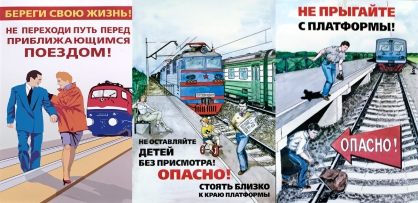 БЕРЕГИ СВОЮ ЖИЗНЬ!
НЕ ПЕРЕХОДИ ПУТЬ ПЕРЕД
ПРИБЛИЖАЮЩИМСЯ
ПОЕЗДОМ!
НЕ ОСТАВЛЯЙТЕ
ДЕТЕЙ
БЕЗ ПРИСМОТРА!
ОПАСНО!
СТОЯТЬ БЛИЗКО
К КРАЮ ПЛАТФОРМЫ
НЕ ПРЫГАЙТЕ
С ПЛАТФОРМЫ!
ОПАСНО!